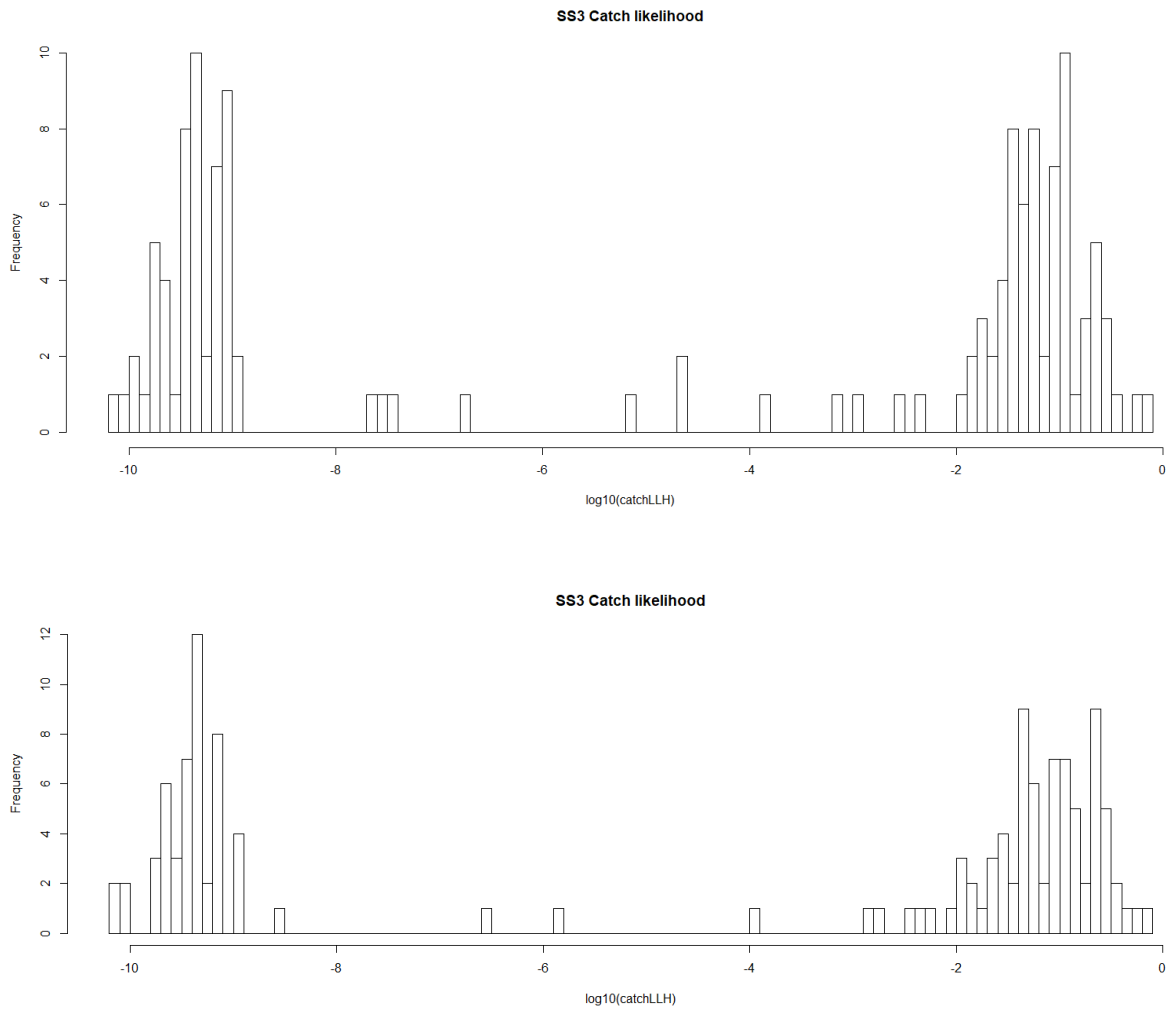 SS3 Catch likelihood
Frequency
0 2 4 6 8 10
-10 -8 -6 -4 -2 0
log10(catchLLH)
SS3 Catch likelihood
Frequency
0 2 4 6 8 10 12
-10 -8 -6 -4 -2 0
log10(catchLLH)